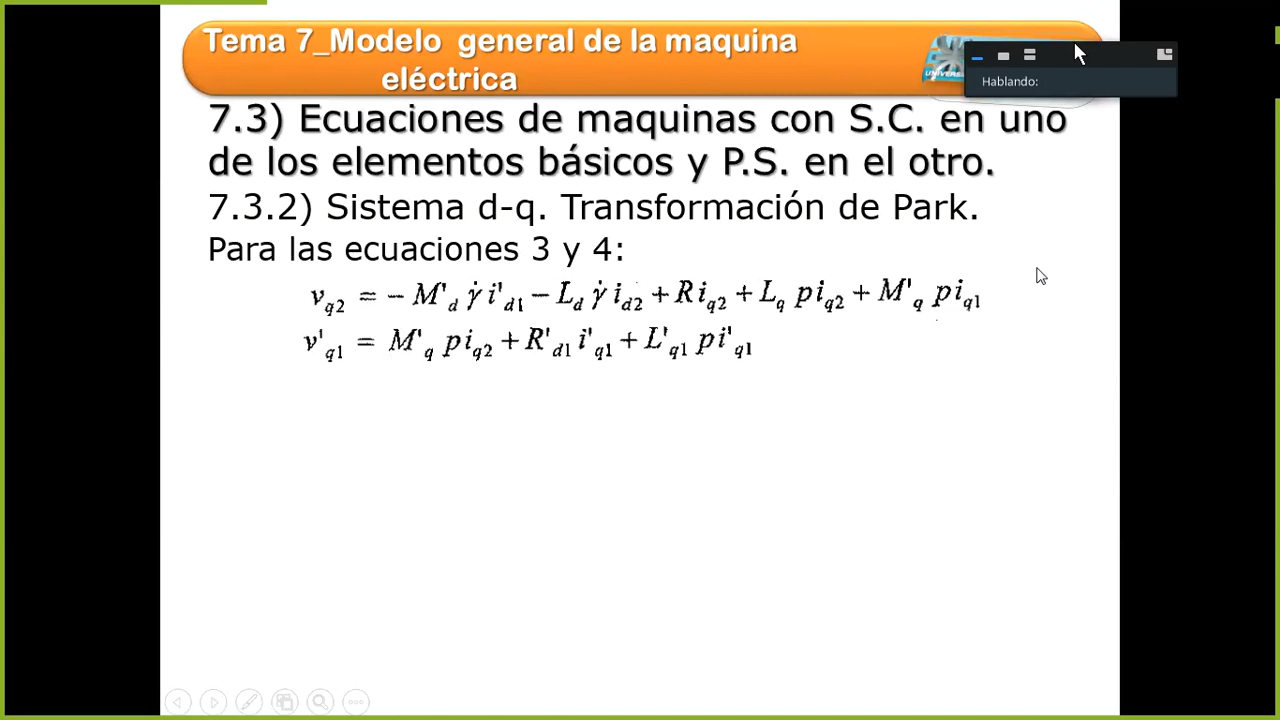 Tema 7_Modelo general de la maquina
eléctrica
UNIVERS
Hablando:
7.3) Ecuaciones de maquinas con S.C. en uno
de los elementos básicos y P.S. en el otro.
7.3.2) Sistema d-q. Transformación de Park.
Para las ecuaciones 3 y 4:
v_q2 = - M'_d γ̇ i'_d1 - L_d γ̇ i_d2 + R i_q2 + L_q p i_q2 + M'_q p i_q1
v'_q1 = M'_q p i_q2 + R'_d1 i'_q1 + L'_q1 p i'_q1